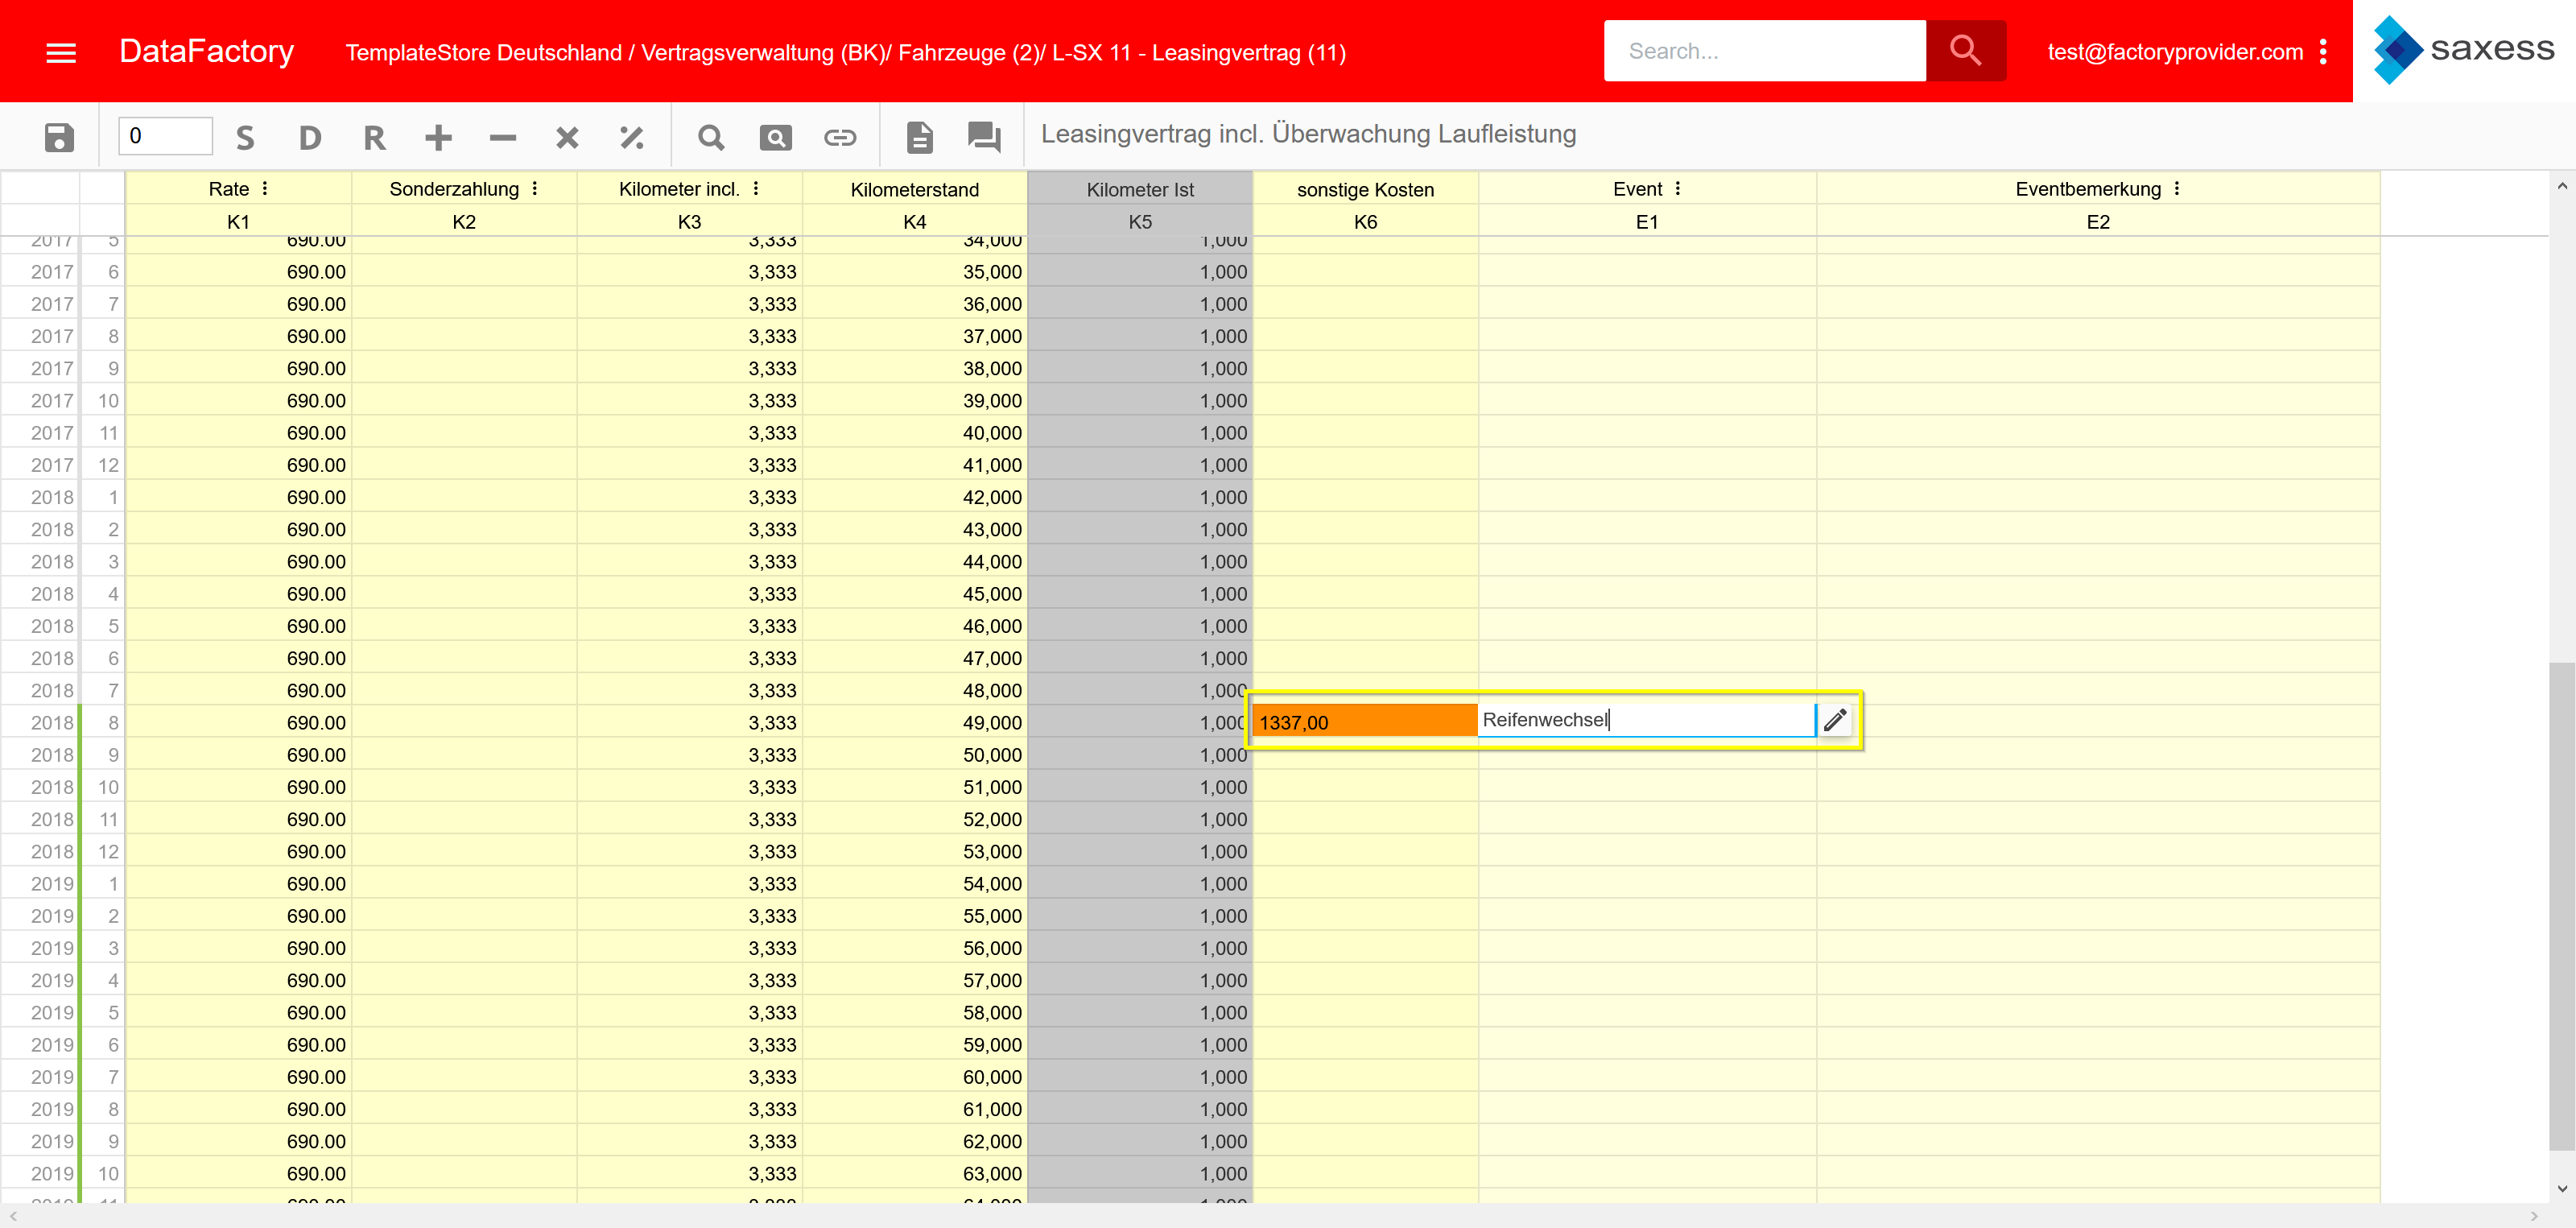 DataFactory TemplateStore Deutschland / Vertragsverwaltung (BK)/ Fahrzeuge (2)/ L-SX 11 - Leasingvertrag (11) Search... test@factoryprovider.com saxess
0 S D R Leasingvertrag incl. Überwachung Laufleistung
Rate Sonderzahlung Kilometer incl. Kilometerstand Kilometer Ist sonstige Kosten Event Eventbemerkung
K1 K2 K3 K4 K5 K6 E1 E2
2017 5 690.00 3,333 34,000 1,000
2017 6 690.00 3,333 35,000 1,000
2017 7 690.00 3,333 36,000 1,000
2017 8 690.00 3,333 37,000 1,000
2017 9 690.00 3,333 38,000 1,000
2017 10 690.00 3,333 39,000 1,000
2017 11 690.00 3,333 40,000 1,000
2017 12 690.00 3,333 41,000 1,000
2018 1 690.00 3,333 42,000 1,000
2018 2 690.00 3,333 43,000 1,000
2018 3 690.00 3,333 44,000 1,000
2018 4 690.00 3,333 45,000 1,000
2018 5 690.00 3,333 46,000 1,000
2018 6 690.00 3,333 47,000 1,000
2018 7 690.00 3,333 48,000 1,000
2018 8 690.00 3,333 49,000 1,000 1337,00 Reifenwechsel
2018 9 690.00 3,333 50,000 1,000
2018 10 690.00 3,333 51,000 1,000
2018 11 690.00 3,333 52,000 1,000
2018 12 690.00 3,333 53,000 1,000
2019 1 690.00 3,333 54,000 1,000
2019 2 690.00 3,333 55,000 1,000
2019 3 690.00 3,333 56,000 1,000
2019 4 690.00 3,333 57,000 1,000
2019 5 690.00 3,333 58,000 1,000
2019 6 690.00 3,333 59,000 1,000
2019 7 690.00 3,333 60,000 1,000
2019 8 690.00 3,333 61,000 1,000
2019 9 690.00 3,333 62,000 1,000
2019 10 690.00 3,333 63,000 1,000